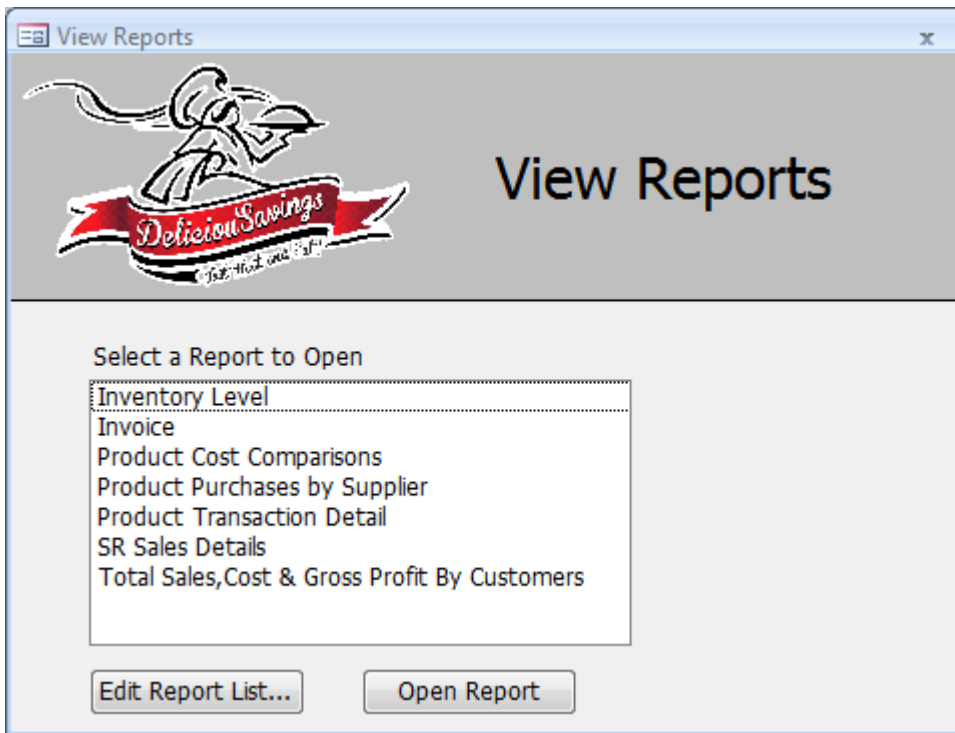 View Reports
x
DeliciouSavings
View Reports
Select a Report to Open
Inventory Level
Invoice
Product Cost Comparisons
Product Purchases by Supplier
Product Transaction Detail
SR Sales Details
Total Sales,Cost & Gross Profit By Customers
Edit Report List...
Open Report